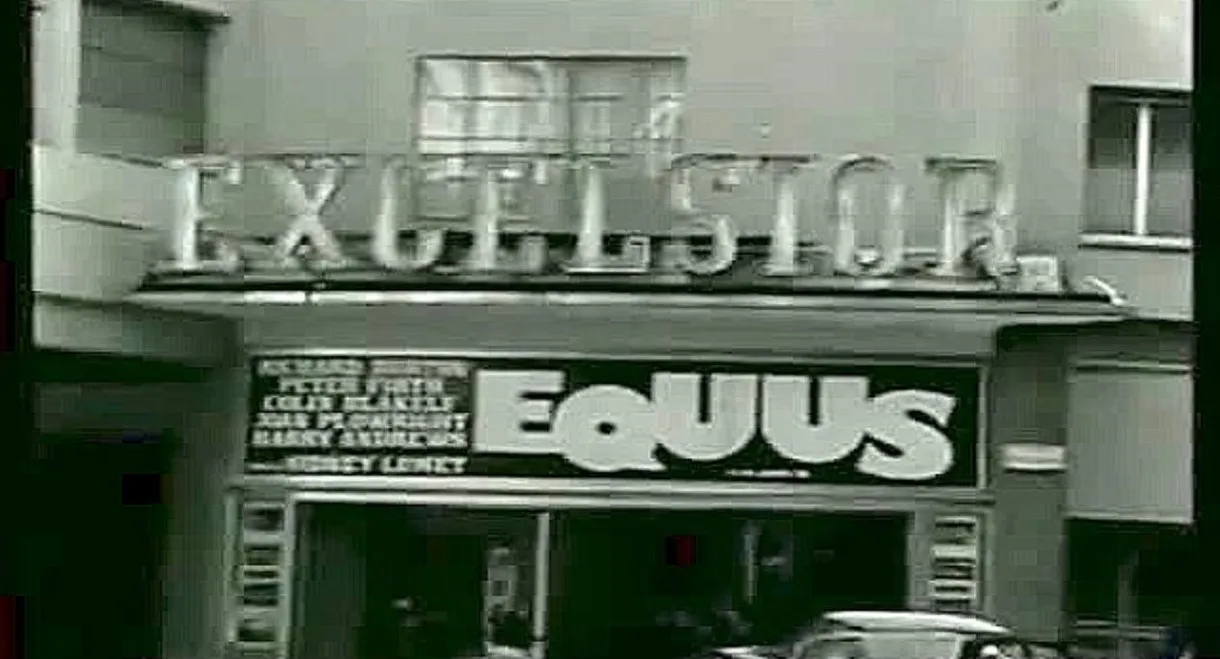 EXCELSIOR
RICHARD BURTON
PETER FIRTH
COLIN BLAKELY
JOAN PLOWRIGHT
HARRY ANDREWS
SIDNEY LUMET
EQUUS